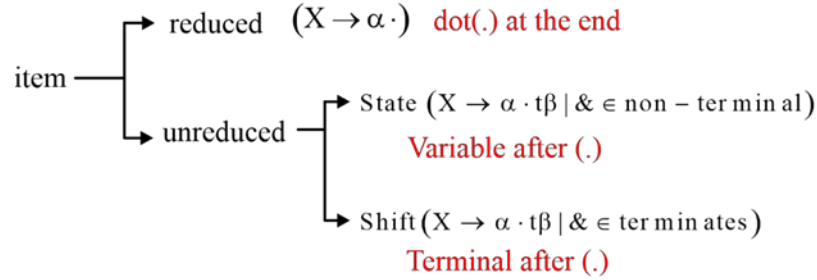 reduced (X → α ·) dot(.) at the end
item
State (X → α · tβ | & ∈ non – ter min al)
unreduced
Variable after (.)
Shift (X → α · tβ | & ∈ ter min ates)
Terminal after (.)